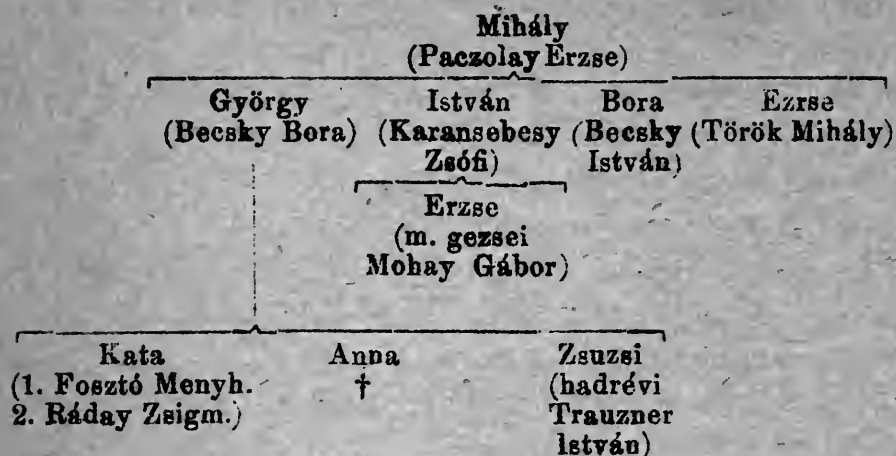 Mihály
(Paczolay Erzse)
György István Bora Ezrse
(Becsky Bora) (Karansebesy (Becsky (Török Mihály)
Zsófi) István)
Erzse
(m. gezsei
Mohay Gábor)
Kata Anna Zsuzsi
(1. Fosztó Menyh. † (hadrévi
2. Ráday Zsigm.) Trauzner
István)